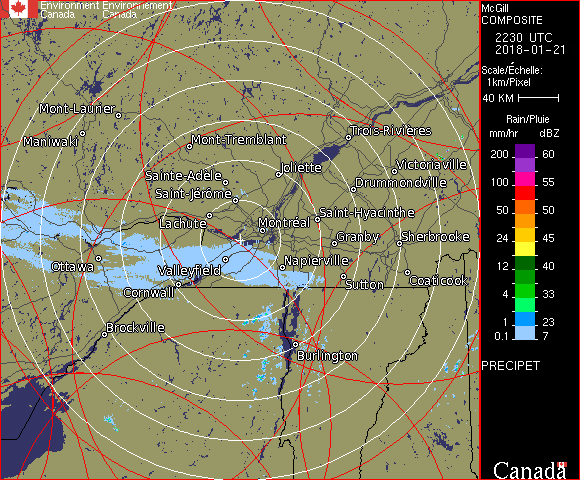 Environment Environnement
Canada Canada
McGill
COMPOSITE
2230 UTC
2018-01-21
Scale/Échelle:
1km/Pixel
40 KM
Rain/Pluie
mm/hr dBZ
200 60
100 55
50 50
24 45
12 40
4 33
1 23
0.1 7
PRECIPET
Mont-Laurier
Maniwaki
Mont-Tremblant
Trois-Rivières
Sainte-Adèle
Joliette
Victoriaville
Drummondville
Saint-Jérôme
Saint-Hyacinthe
Lachute
Montréal
Granby
Sherbrooke
Ottawa
Valleyfield
Napierville
Sutton
Coaticook
Cornwall
Brockville
Burlington
Canada